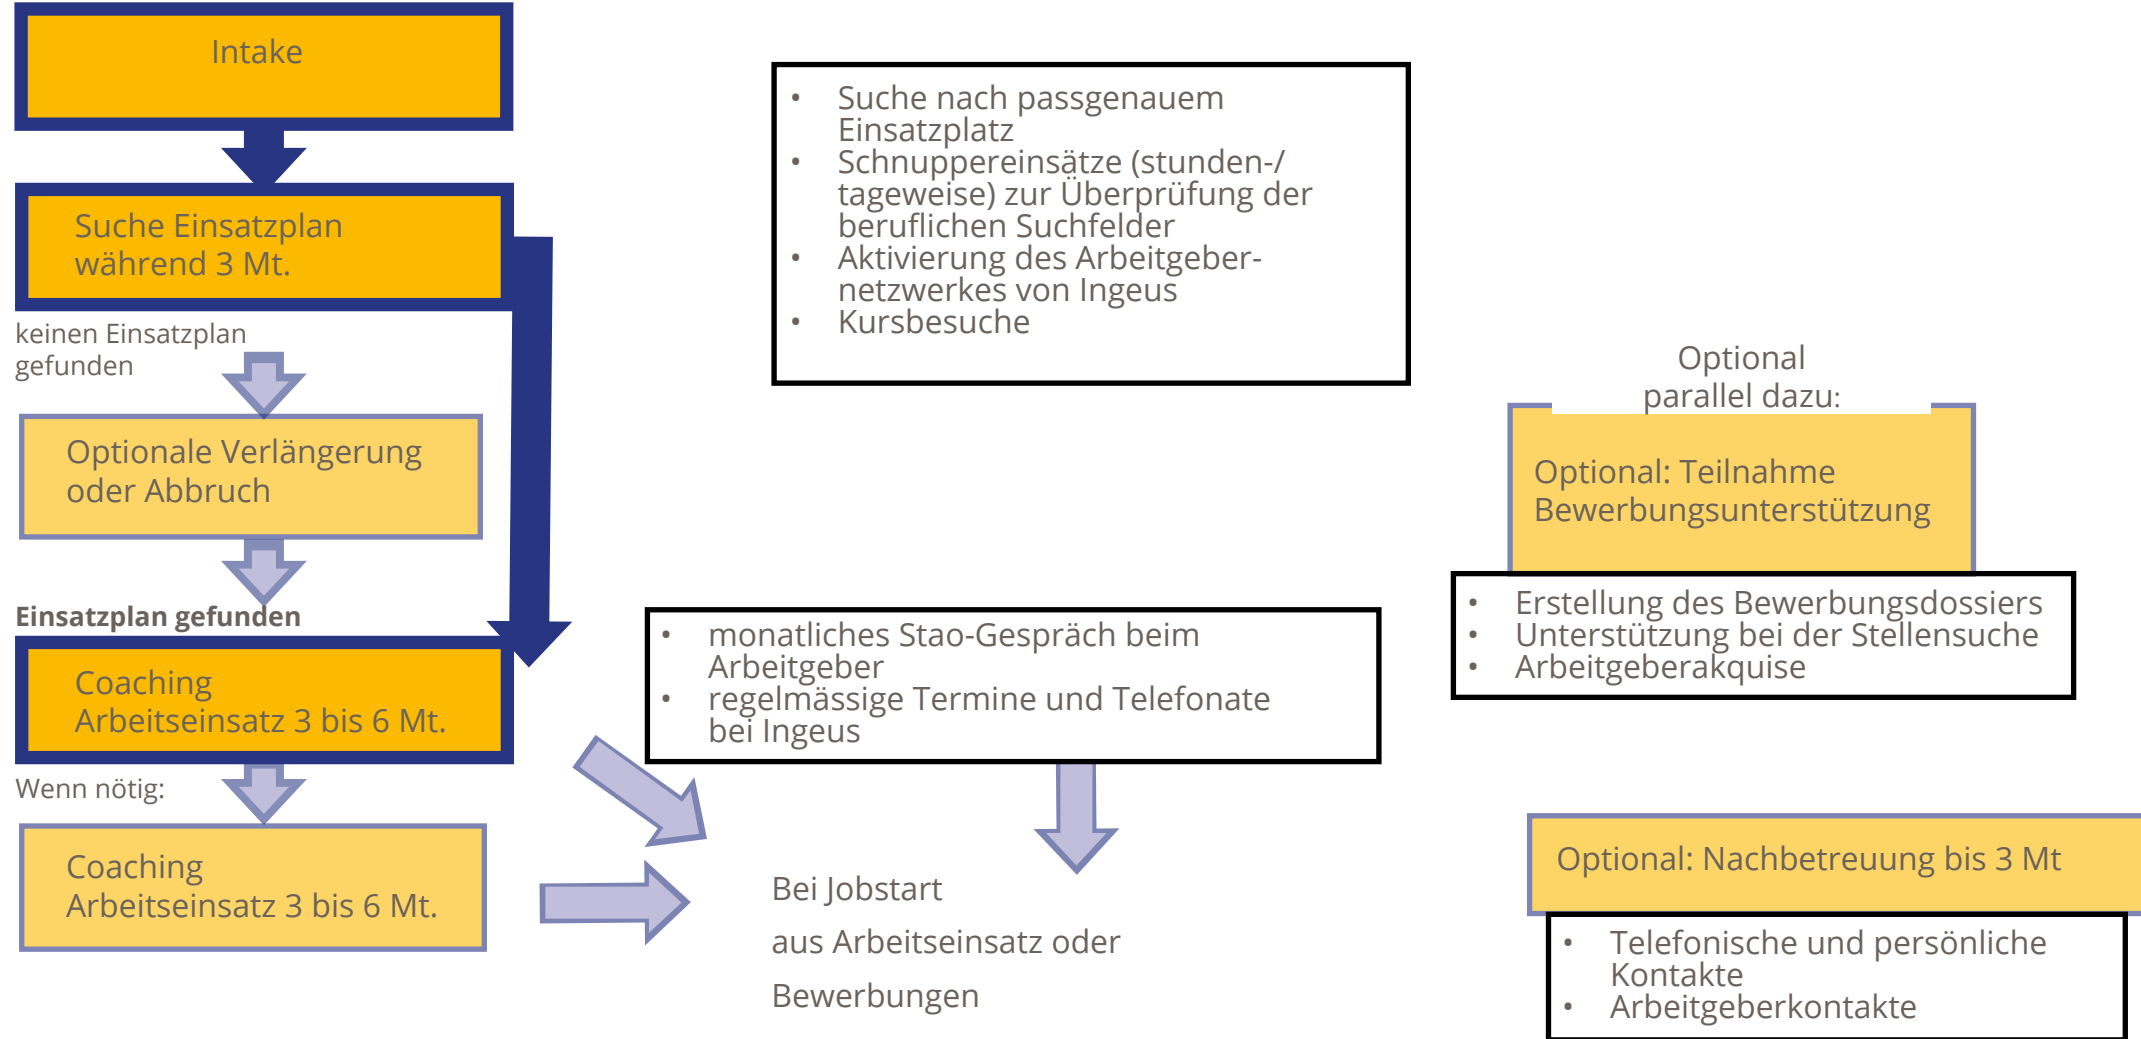 Intake
Suche Einsatzplan
während 3 Mt.
keinen Einsatzplan
gefunden
Optionale Verlängerung
oder Abbruch
Einsatzplan gefunden
Coaching
Arbeitseinsatz 3 bis 6 Mt.
Wenn nötig:
Coaching
Arbeitseinsatz 3 bis 6 Mt.
• Suche nach passgenauem
Einsatzplatz
• Schnuppereinsätze (stunden-/
tageweise) zur Überprüfung der
beruflichen Suchfelder
• Aktivierung des Arbeitgeber-
netzwerkes von Ingeus
• Kursbesuche
• monatliches Stao-Gespräch beim
Arbeitgeber
• regelmässige Termine und Telefonate
bei Ingeus
Bei Jobstart
aus Arbeitseinsatz oder
Bewerbungen
Optional
parallel dazu:
Optional: Teilnahme
Bewerbungsunterstützung
• Erstellung des Bewerbungsdossiers
• Unterstützung bei der Stellensuche
• Arbeitgeberakquise
Optional: Nachbetreuung bis 3 Mt
• Telefonische und persönliche
Kontakte
• Arbeitgeberkontakte